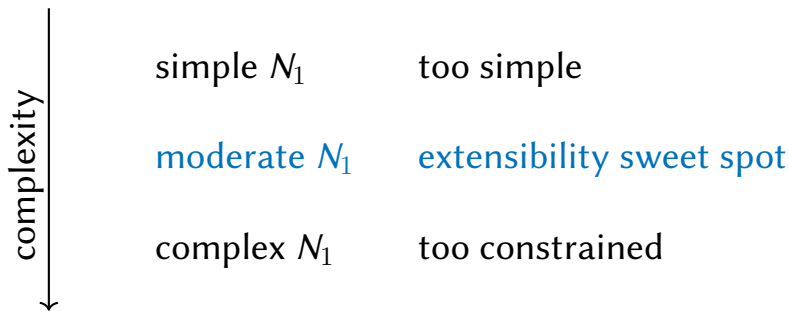 complexity
simple N₁ too simple
moderate N₁ extensibility sweet spot
complex N₁ too constrained